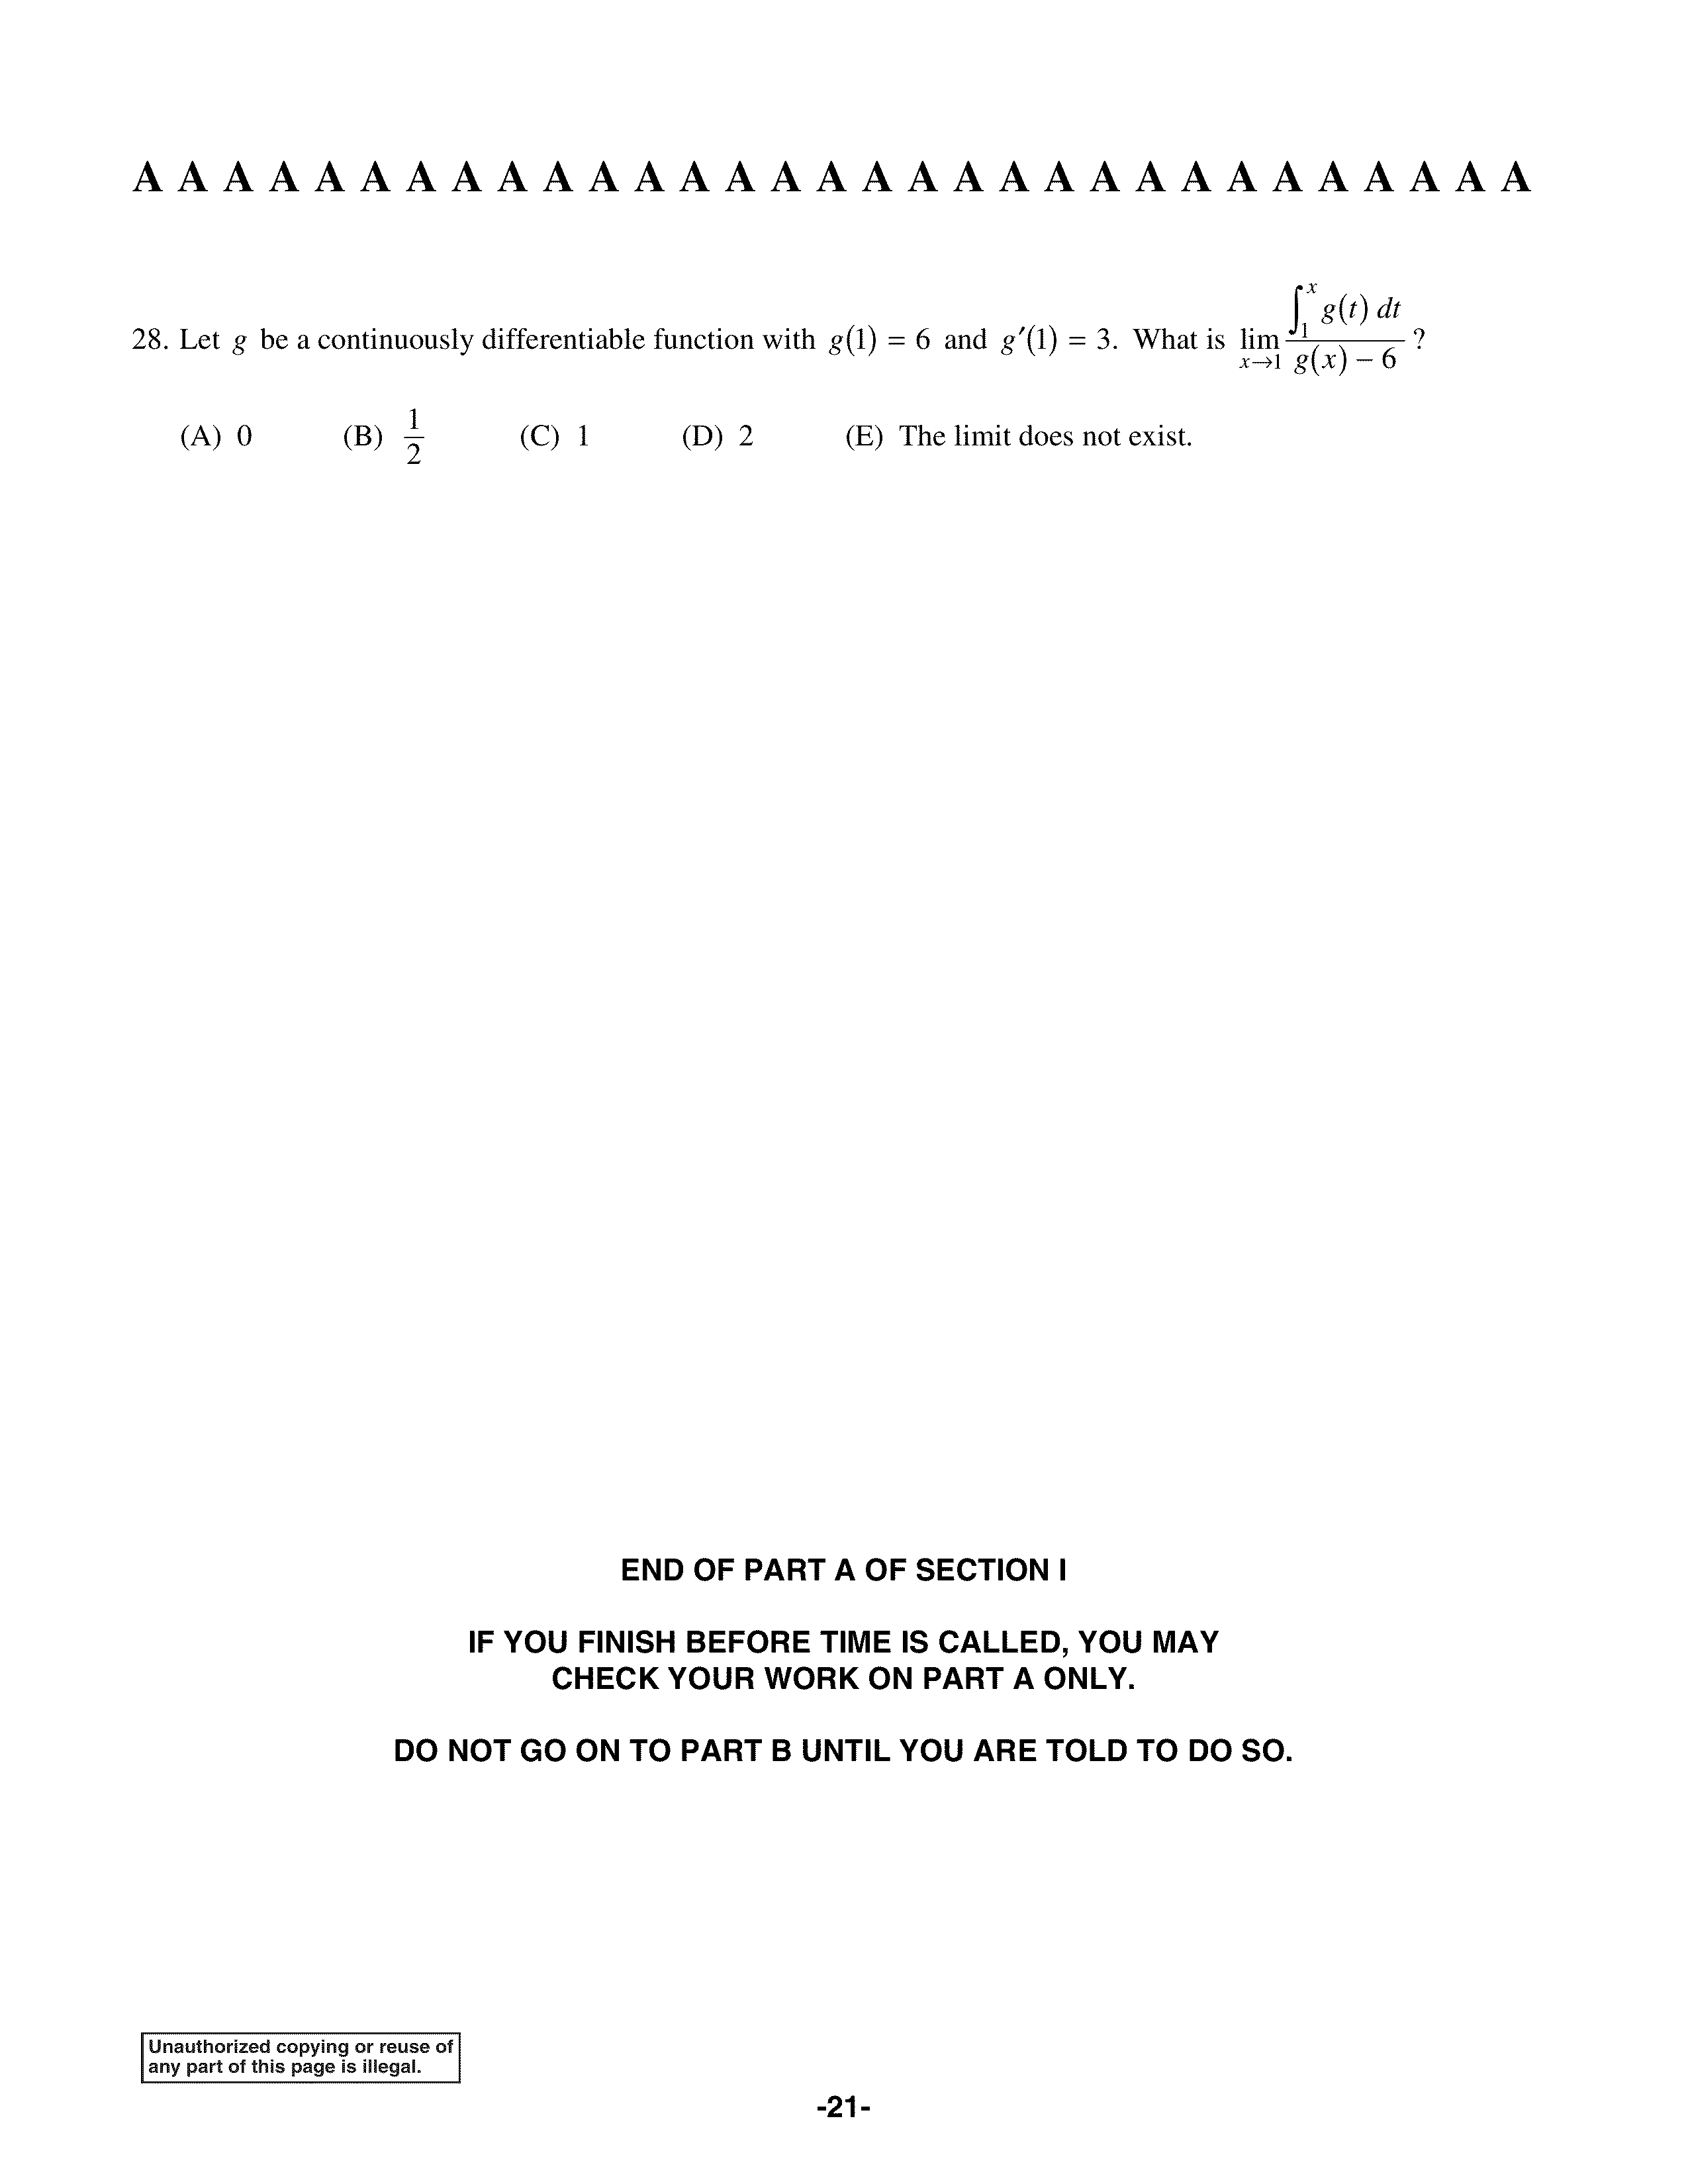 A A A A A A A A A A A A A A A A A A A A A A A A A A A A A A A
28. Let g be a continuously differentiable function with g(1) = 6 and g′(1) = 3. What is lim_{x→1} \frac{∫_1^x g(t) dt}{g(x) − 6} ?
(A) 0 (B) \frac{1}{2} (C) 1 (D) 2 (E) The limit does not exist.
END OF PART A OF SECTION I
IF YOU FINISH BEFORE TIME IS CALLED, YOU MAY
CHECK YOUR WORK ON PART A ONLY.
DO NOT GO ON TO PART B UNTIL YOU ARE TOLD TO DO SO.
Unauthorized copying or reuse of
any part of this page is illegal.
-21-